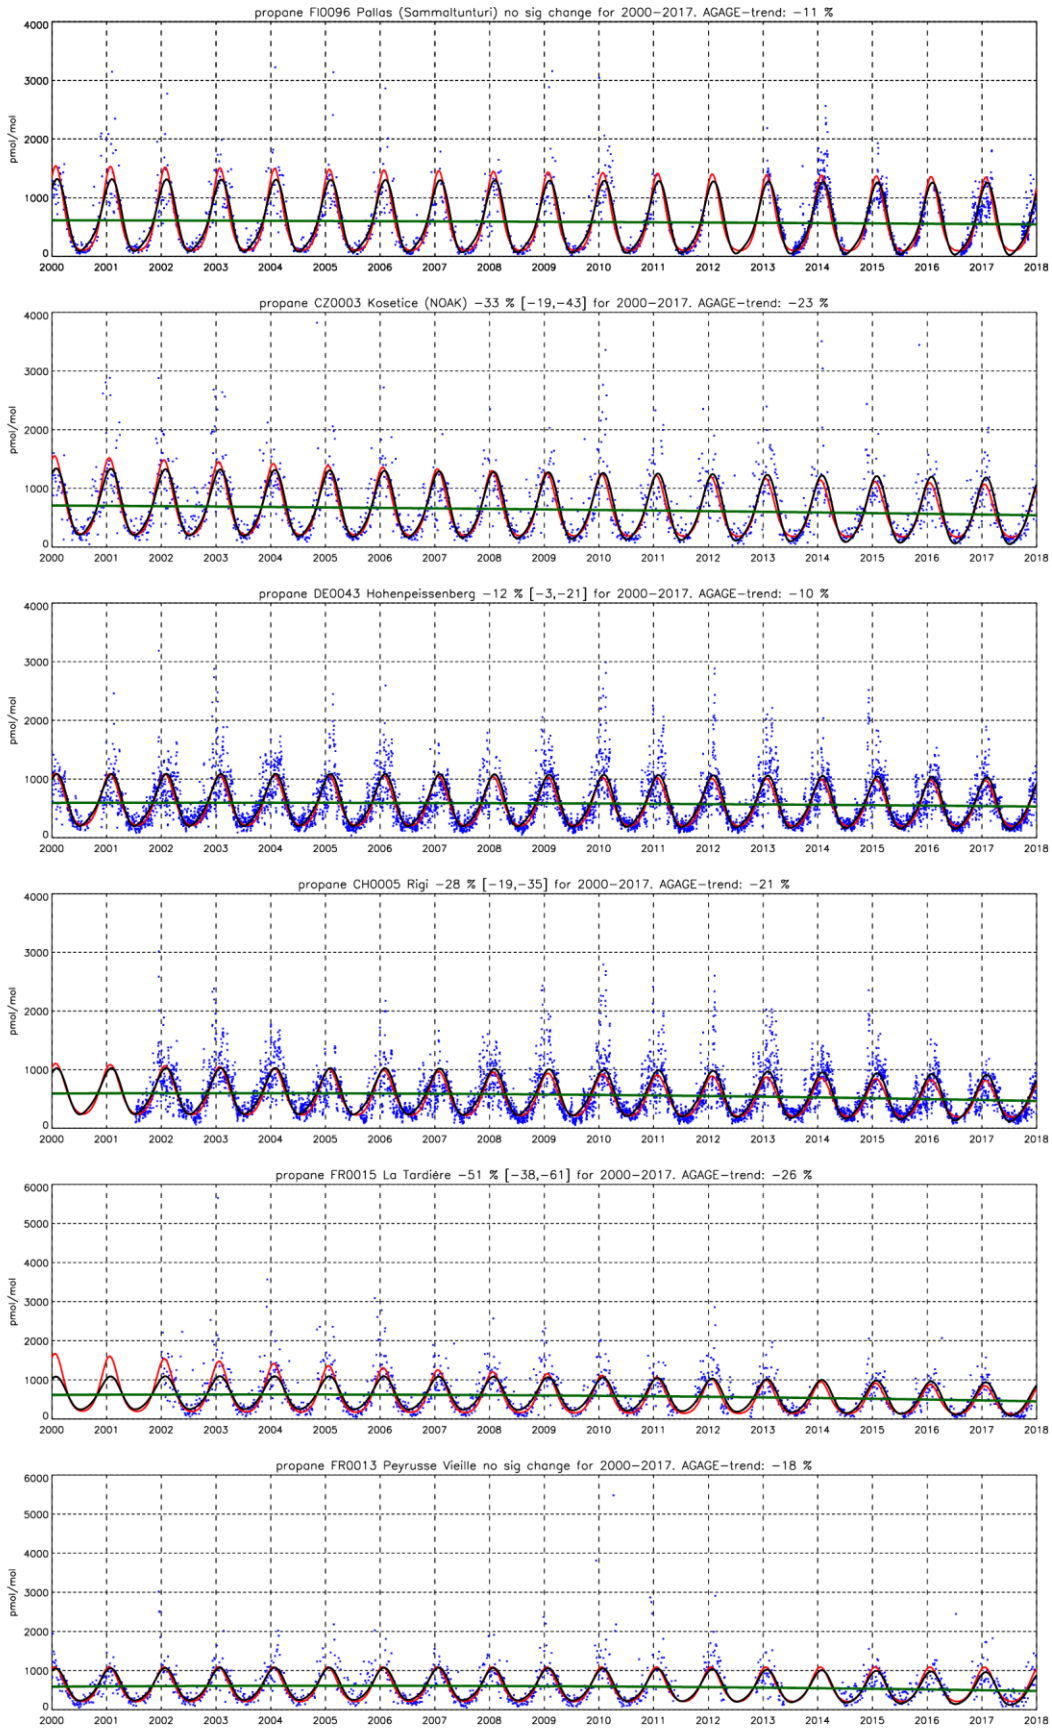 propane FI0096 Pallas (Sammaltunturi) no sig change for 2000−2017. AGAGE−trend: −11 %
4000
3000
2000
1000
0
pmol/mol
2000 2001 2002 2003 2004 2005 2006 2007 2008 2009 2010 2011 2012 2013 2014 2015 2016 2017 2018
propane CZ0003 Kosetice (NOAK) −33 % [−19,−43] for 2000−2017. AGAGE−trend: −23 %
4000
3000
2000
1000
0
pmol/mol
2000 2001 2002 2003 2004 2005 2006 2007 2008 2009 2010 2011 2012 2013 2014 2015 2016 2017 2018
propane DE0043 Hohenpeissenberg −12 % [−3,−21] for 2000−2017. AGAGE−trend: −10 %
4000
3000
2000
1000
0
pmol/mol
2000 2001 2002 2003 2004 2005 2006 2007 2008 2009 2010 2011 2012 2013 2014 2015 2016 2017 2018
propane CH0005 Rigi −28 % [−19,−35] for 2000−2017. AGAGE−trend: −21 %
4000
3000
2000
1000
0
pmol/mol
2000 2001 2002 2003 2004 2005 2006 2007 2008 2009 2010 2011 2012 2013 2014 2015 2016 2017 2018
propane FR0015 La Tardière −51 % [−38,−61] for 2000−2017. AGAGE−trend: −26 %
6000
5000
4000
3000
2000
1000
0
pmol/mol
2000 2001 2002 2003 2004 2005 2006 2007 2008 2009 2010 2011 2012 2013 2014 2015 2016 2017 2018
propane FR0013 Peyrusse Vieille no sig change for 2000−2017. AGAGE−trend: −18 %
6000
5000
4000
3000
2000
1000
0
pmol/mol
2000 2001 2002 2003 2004 2005 2006 2007 2008 2009 2010 2011 2012 2013 2014 2015 2016 2017 2018